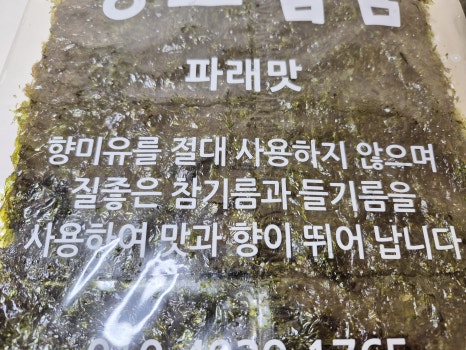 파래맛
향미유를 절대 사용하지 않으며
질좋은 참기름과 들기름을
사용하여 맛과 향이 뛰어 납니다